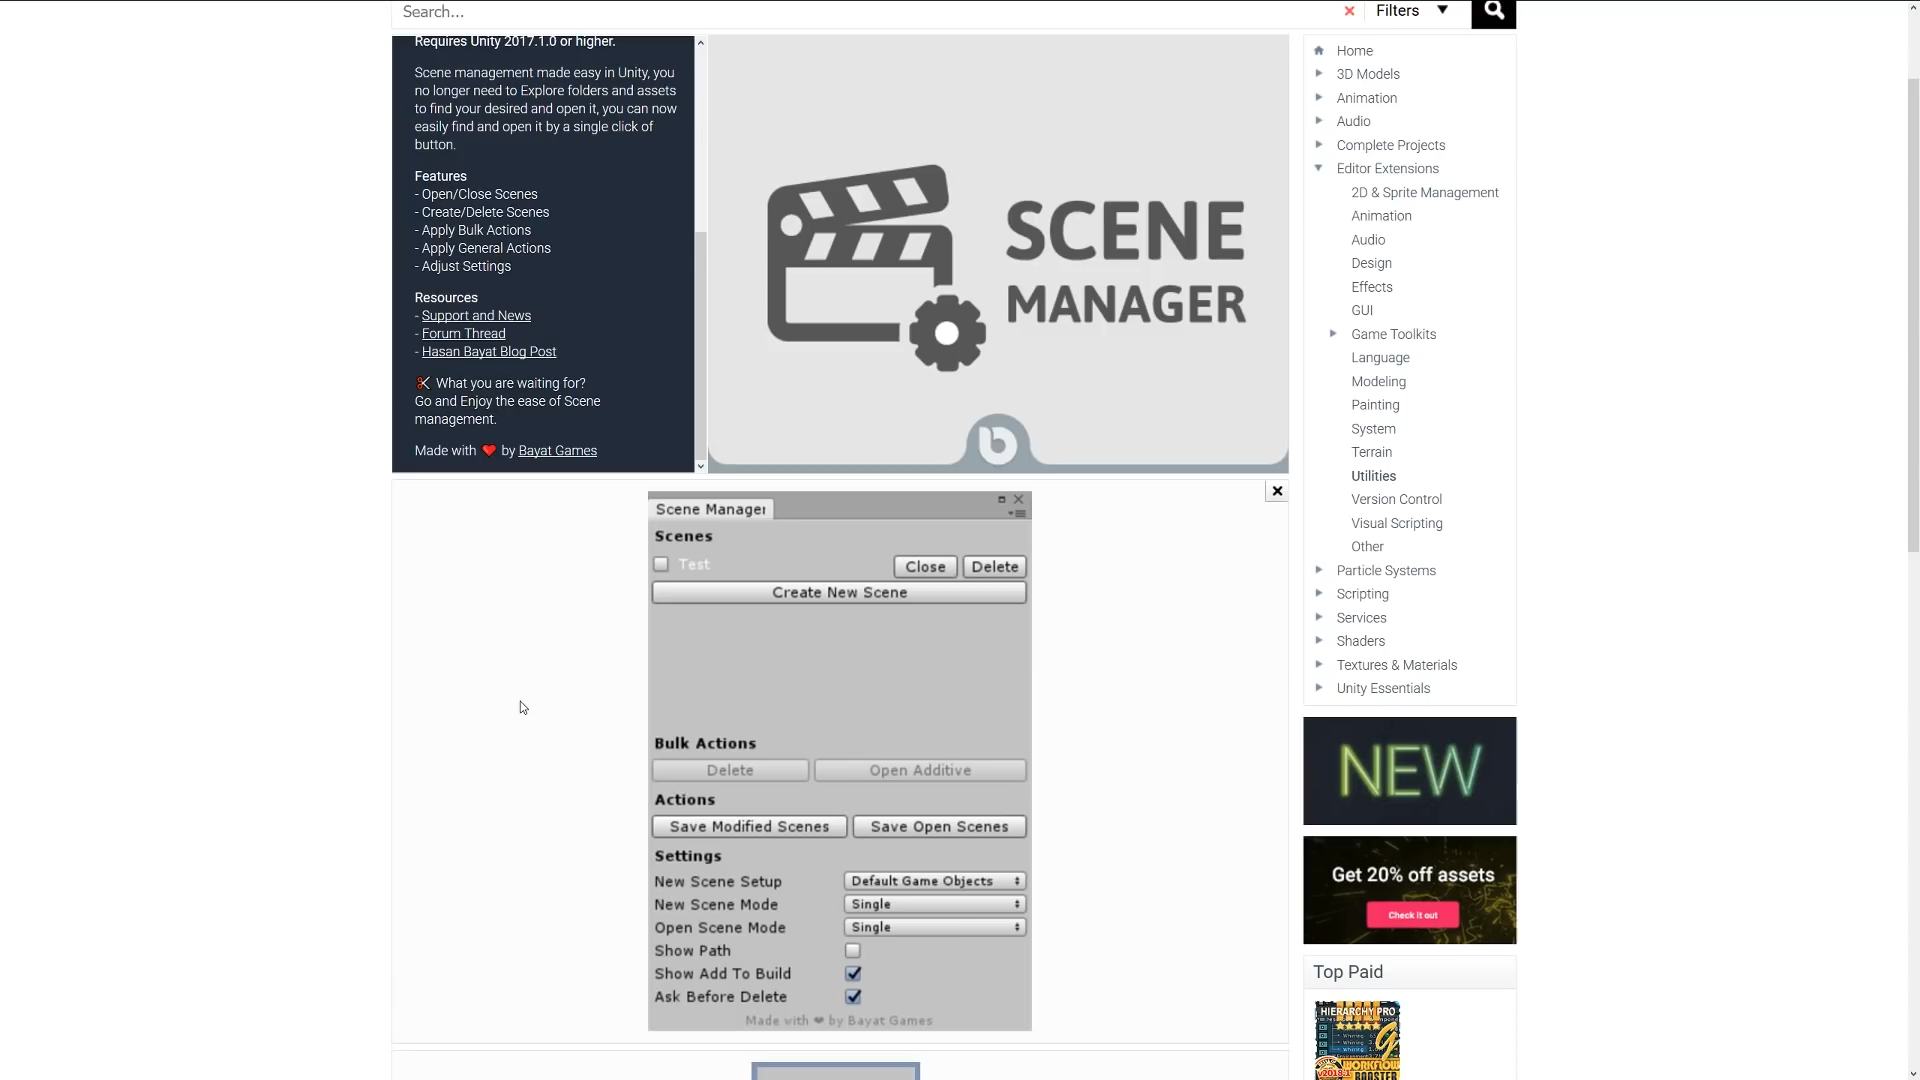 Search...
Filters
Requires Unity 2017.1.0 or higher.
Scene management made easy in Unity, you
no longer need to Explore folders and assets
to find your desired and open it, you can now
easily find and open it by a single click of
button.
Features
- Open/Close Scenes
- Create/Delete Scenes
- Apply Bulk Actions
- Apply General Actions
- Adjust Settings
Resources
- Support and News
- Forum Thread
- Hasan Bayat Blog Post
What you are waiting for?
Go and Enjoy the ease of Scene
management.
Made with ❤ by Bayat Games
SCENE
MANAGER
b
Scene Manager
Scenes
Test
Close
Delete
Create New Scene
Bulk Actions
Delete
Open Additive
Actions
Save Modified Scenes
Save Open Scenes
Settings
New Scene Setup
Default Game Objects
New Scene Mode
Single
Open Scene Mode
Single
Show Path
Show Add To Build
Ask Before Delete
Made with ❤ by Bayat Games
Home
3D Models
Animation
Audio
Complete Projects
Editor Extensions
2D & Sprite Management
Animation
Audio
Design
Effects
GUI
Game Toolkits
Language
Modeling
Painting
System
Terrain
Utilities
Version Control
Visual Scripting
Other
Particle Systems
Scripting
Services
Shaders
Textures & Materials
Unity Essentials
NEW
Get 20% off assets
Check it out
Top Paid
HIERARCHY PRO
WORKFLOW
BOOSTER